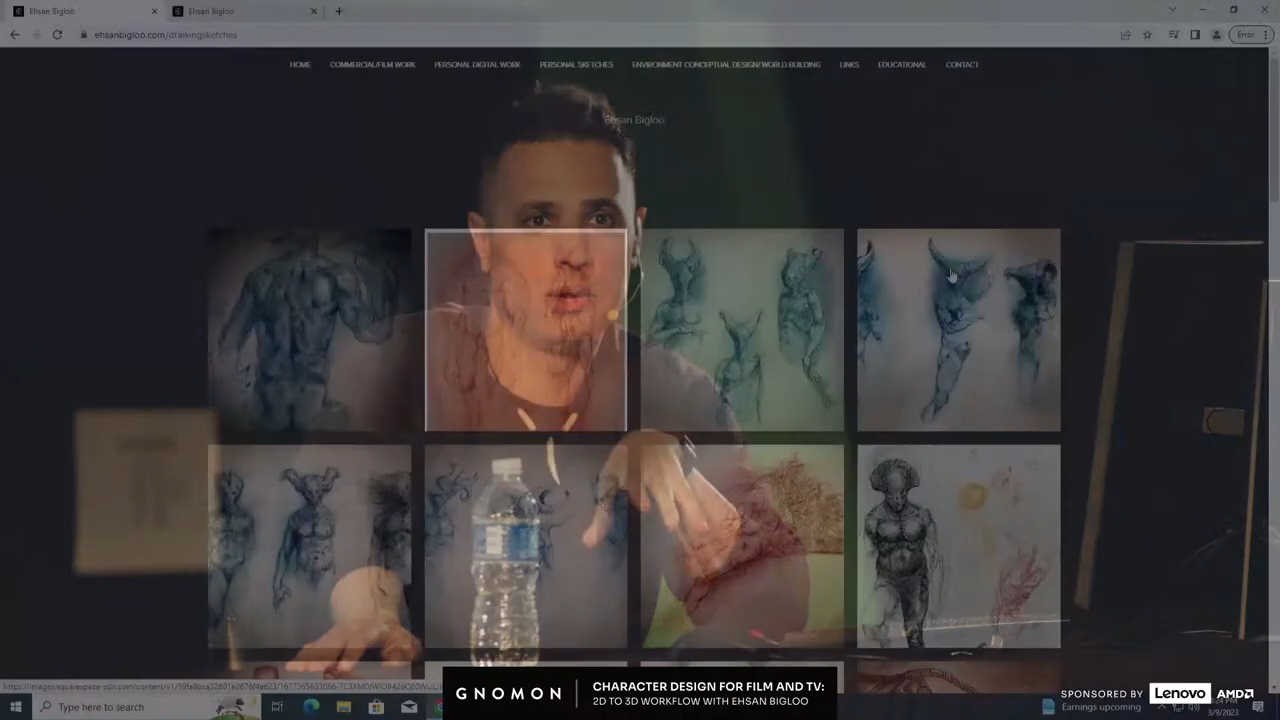 Ehsan Bigloo
Ehsan Bigloo
ehsanbigloo.com/drawingsketches
Error
HOME COMMERCIAL/FILM WORK PERSONAL DIGITAL WORK PERSONAL SKETCHES ENVIRONMENT CONCEPTUAL DESIGN/ WORLD BUILDING LINKS EDUCATIONAL CONTACT
Ehsan Bigloo
GNOMON
CHARACTER DESIGN FOR FILM AND TV:
2D TO 3D WORKFLOW WITH EHSAN BIGLOO
SPONSORED BY Lenovo AMD
Type here to search
Earnings upcoming
3/9/2023